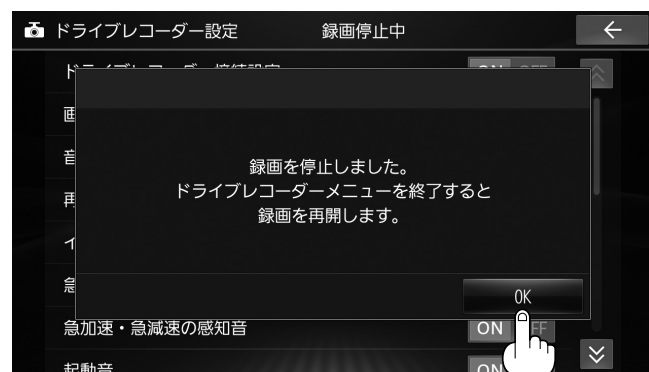 ドライブレコーダー設定 録画停止中
録画を停止しました。
ドライブレコーダーメニューを終了すると
録画を再開します。
OK
急加速・急減速の感知音 ON
起動音 ON